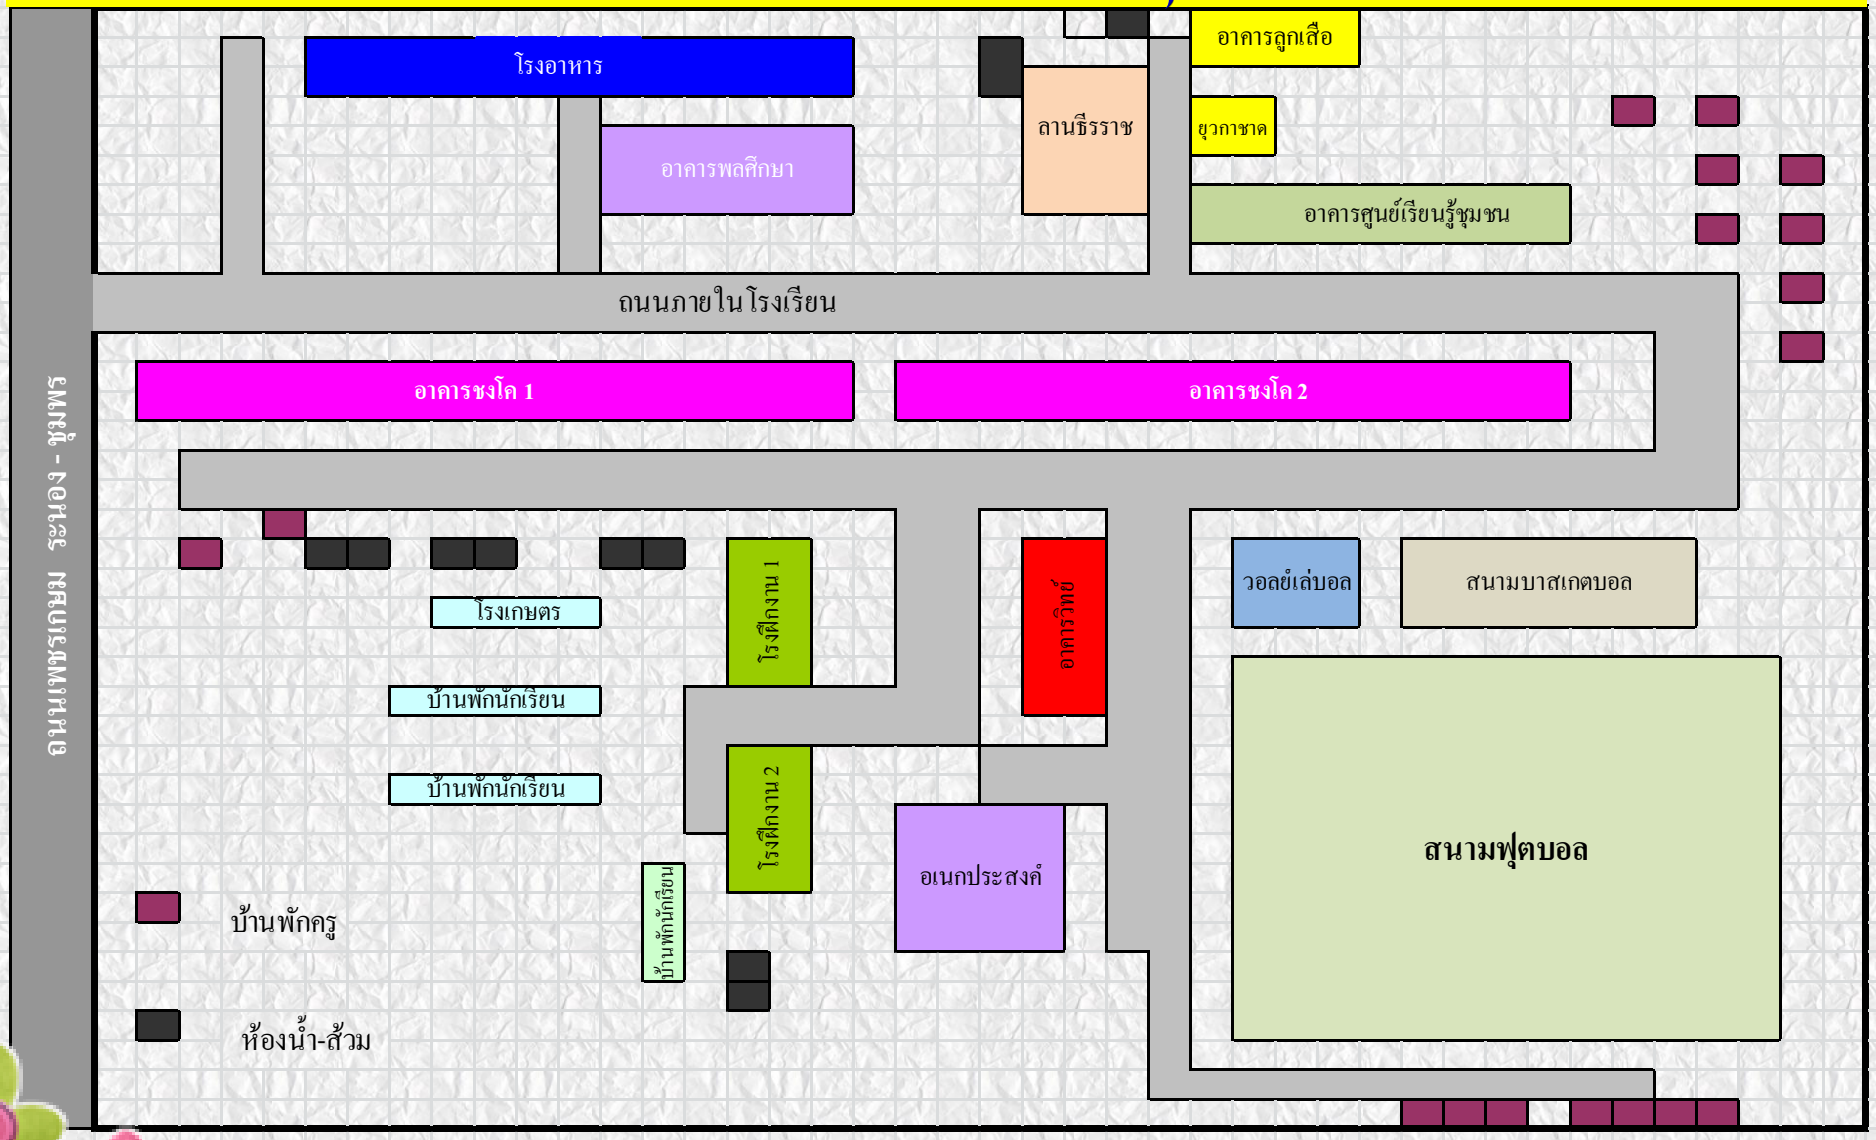 อาคารลูกเสือ
โรงอาหาร
ลานธีรราช
ยุวกาชาด
อาคารพลศึกษา
อาคารศูนย์เรียนรู้ชุมชน
ถนนภายในโรงเรียน
อาคารชงโค 1
อาคารชงโค 2
ถนนเพชรเกษม ระนอง - ชุมพร
วอลย์เล่บอล
สนามบาสเกตบอล
โรงเกษตร
โรงฝึกงาน 1
อาคารวิทย์
บ้านพักนักเรียน
บ้านพักนักเรียน
โรงฝึกงาน 2
สนามฟุตบอล
อเนกประสงค์
บ้านพักนักเรียน
บ้านพักครู
ห้องน้ำ-ส้วม